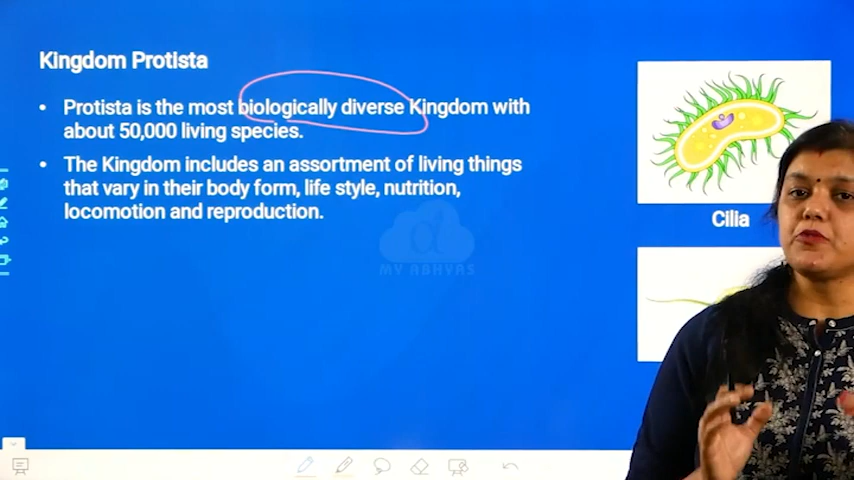 Kingdom Protista
• Protista is the most biologically diverse Kingdom with
about 50,000 living species.
• The Kingdom includes an assortment of living things
that vary in their body form, life style, nutrition,
locomotion and reproduction.
Cilia
MY ABHYAS